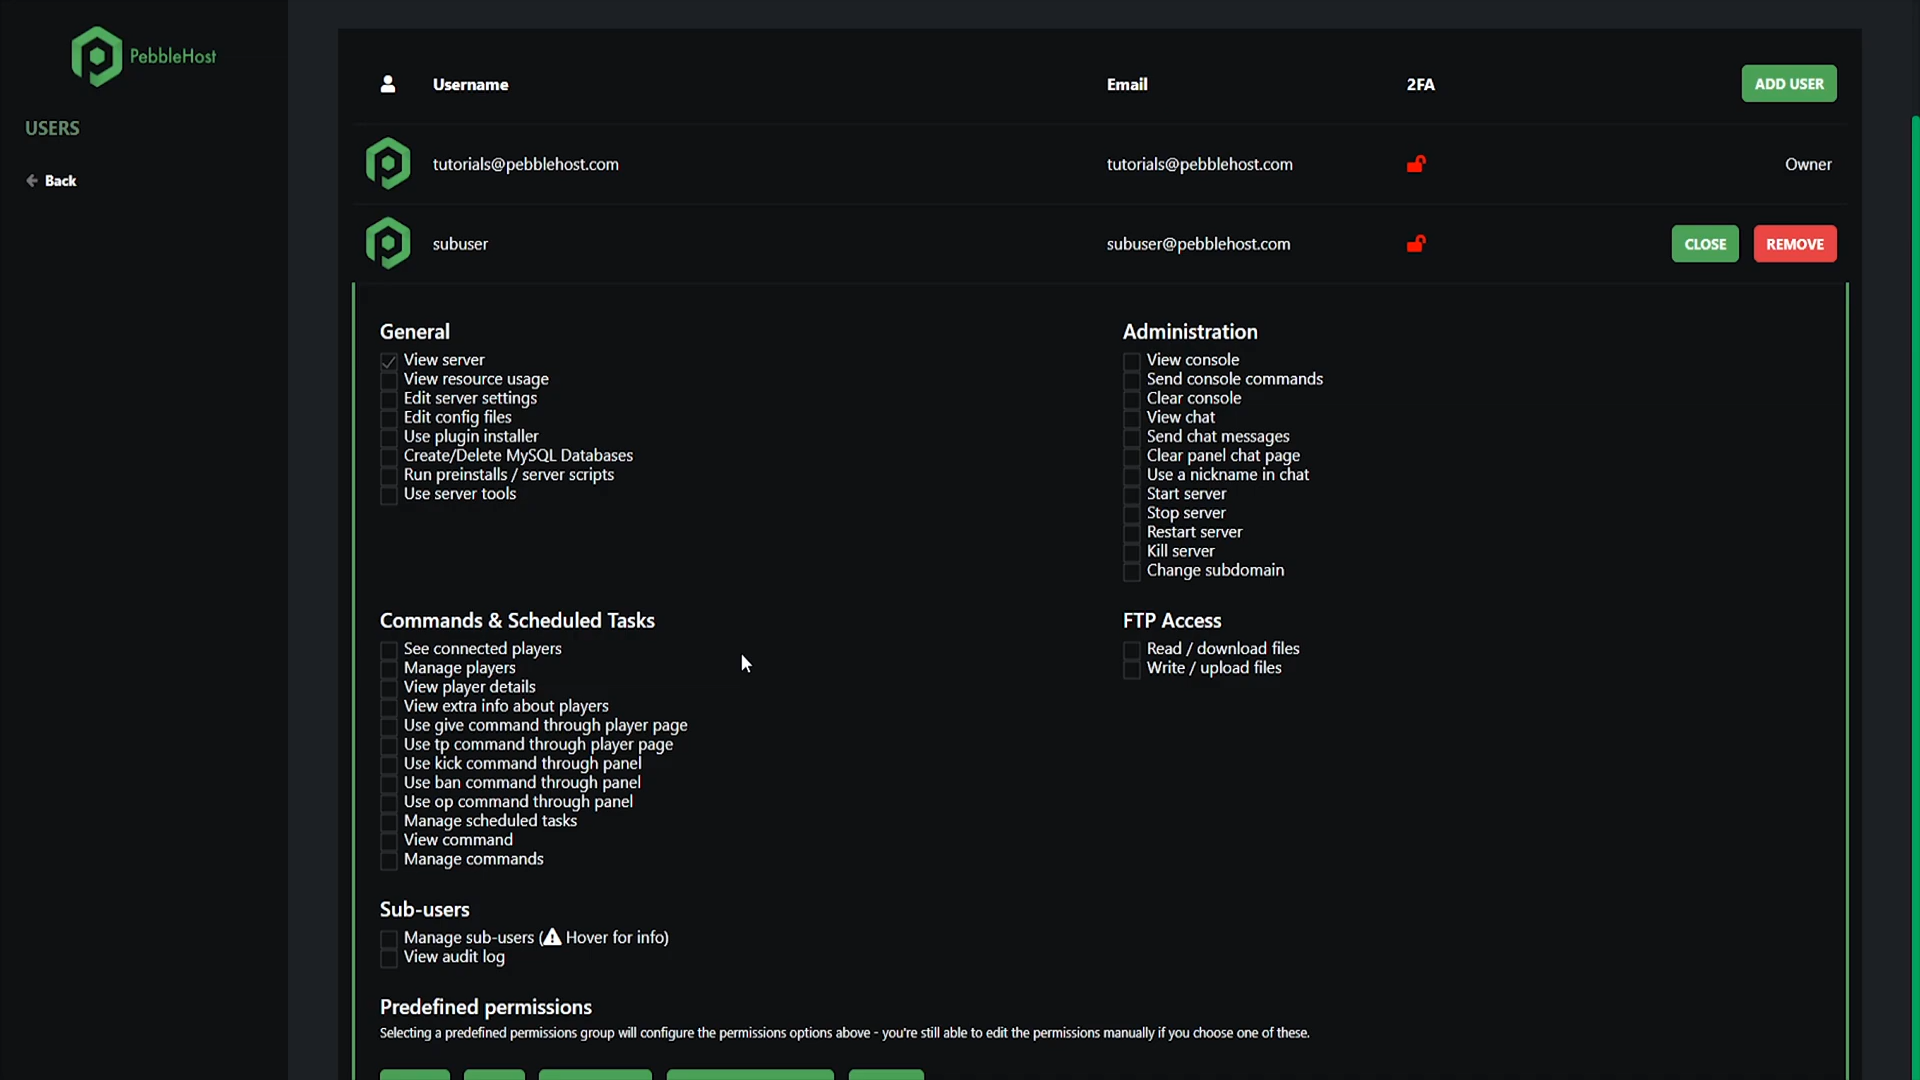 PebbleHost
USERS
Back
Username Email 2FA ADD USER
tutorials@pebblehost.com tutorials@pebblehost.com Owner
subuser subuser@pebblehost.com CLOSE REMOVE
General
View server
View resource usage
Edit server settings
Edit config files
Use plugin installer
Create/Delete MySQL Databases
Run preinstalls / server scripts
Use server tools
Administration
View console
Send console commands
Clear console
View chat
Send chat messages
Clear panel chat page
Use a nickname in chat
Start server
Stop server
Restart server
Kill server
Change subdomain
Commands & Scheduled Tasks
See connected players
Manage players
View player details
View extra info about players
Use give command through player page
Use tp command through player page
Use kick command through panel
Use ban command through panel
Use op command through panel
Manage scheduled tasks
View command
Manage commands
FTP Access
Read / download files
Write / upload files
Sub-users
Manage sub-users (⚠ Hover for info)
View audit log
Predefined permissions
Selecting a predefined permissions group will configure the permissions options above - you're still able to edit the permissions manually if you choose one of these.